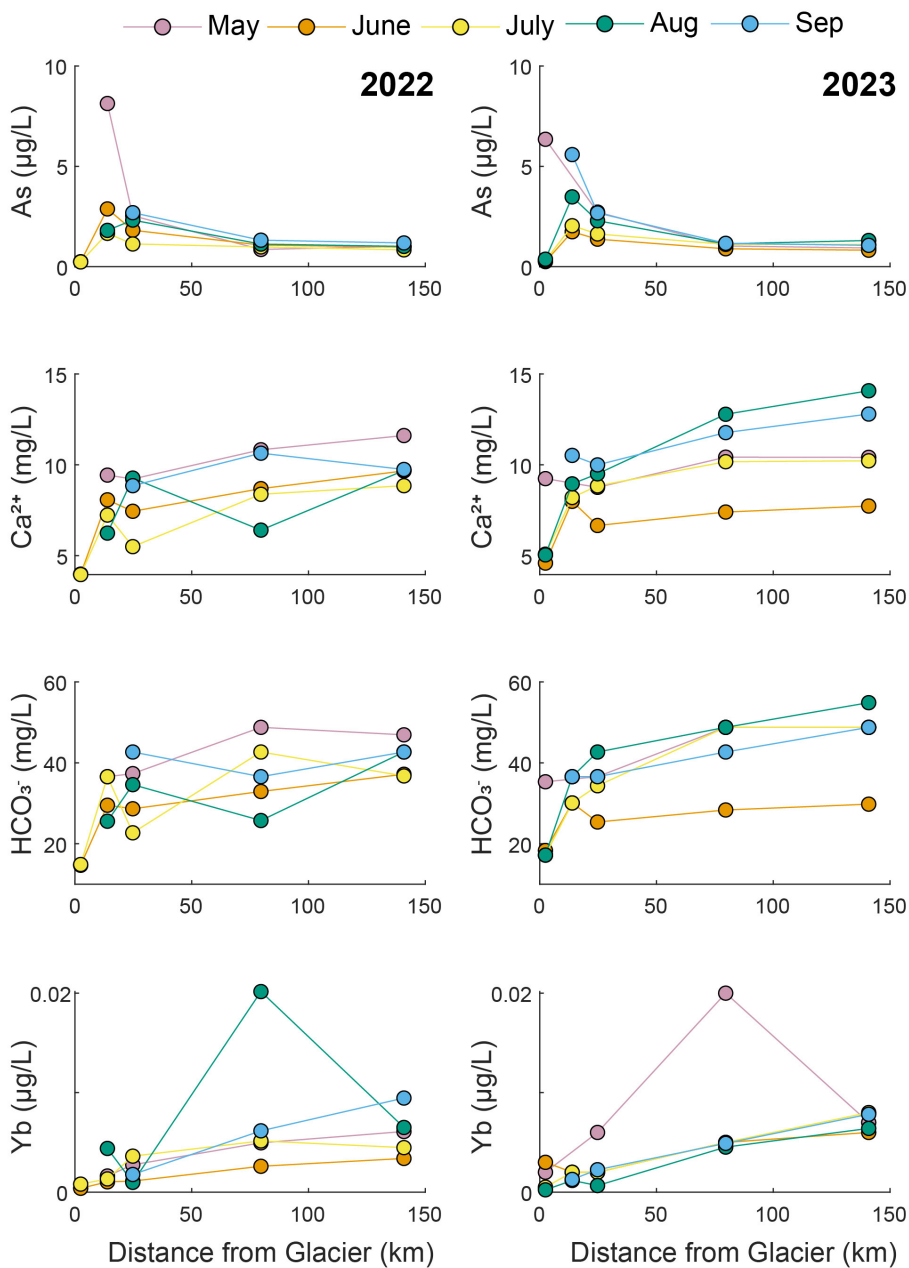 May June July Aug Sep
2022 2023
As (µg/L) As (µg/L)
10 10
5 5
0 0
0 50 100 150 0 50 100 150
Ca²⁺ (mg/L) Ca²⁺ (mg/L)
15 15
10 10
5 5
0 50 100 150 0 50 100 150
HCO₃⁻ (mg/L) HCO₃⁻ (mg/L)
60 60
40 40
20 20
0 50 100 150 0 50 100 150
Yb (µg/L) Yb (µg/L)
0.02 0.02
0 0
0 50 100 150 0 50 100 150
Distance from Glacier (km) Distance from Glacier (km)